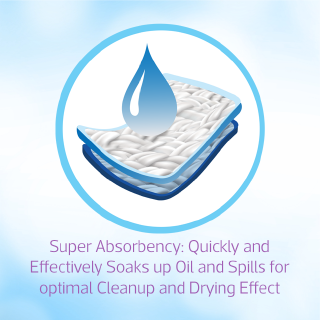 Super Absorbency: Quickly and
Effectively Soaks up Oil and Spills for
optimal Cleanup and Drying Effect